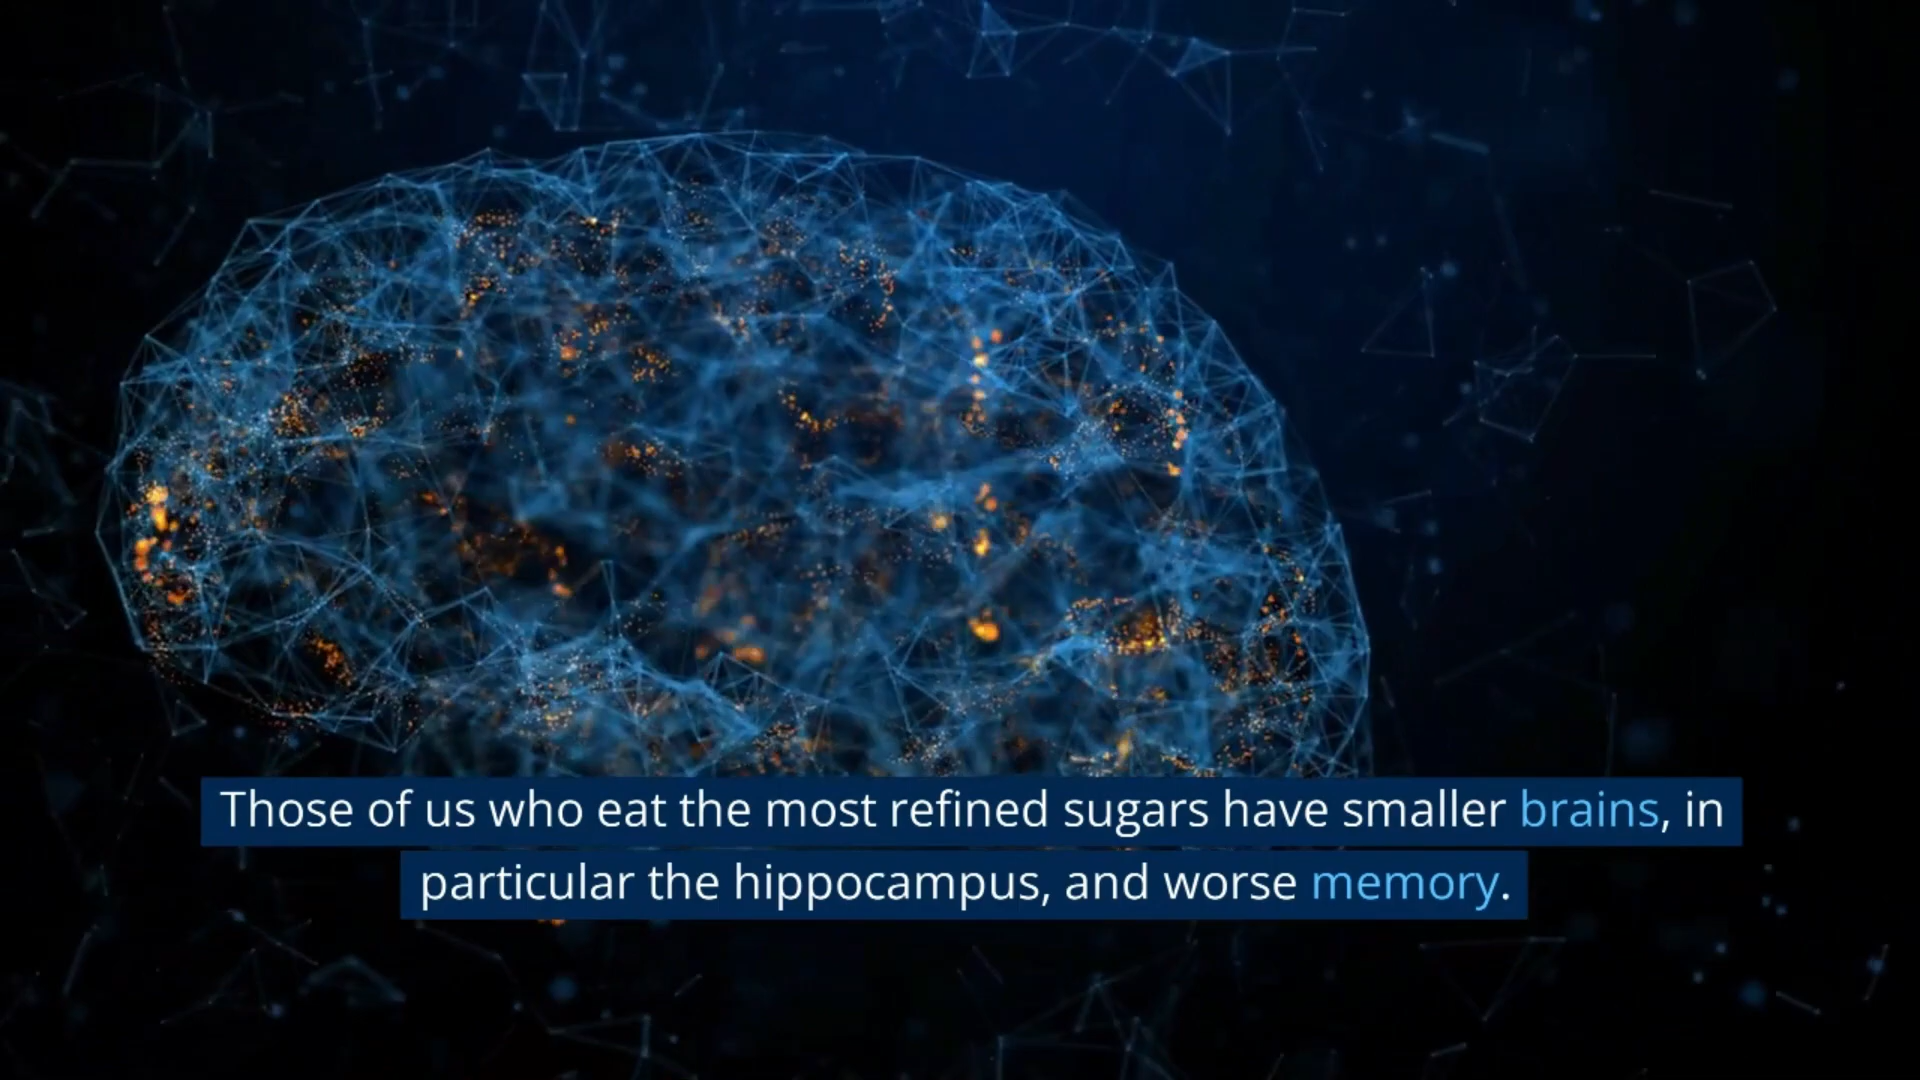 Those of us who eat the most refined sugars have smaller brains, in
particular the hippocampus, and worse memory.